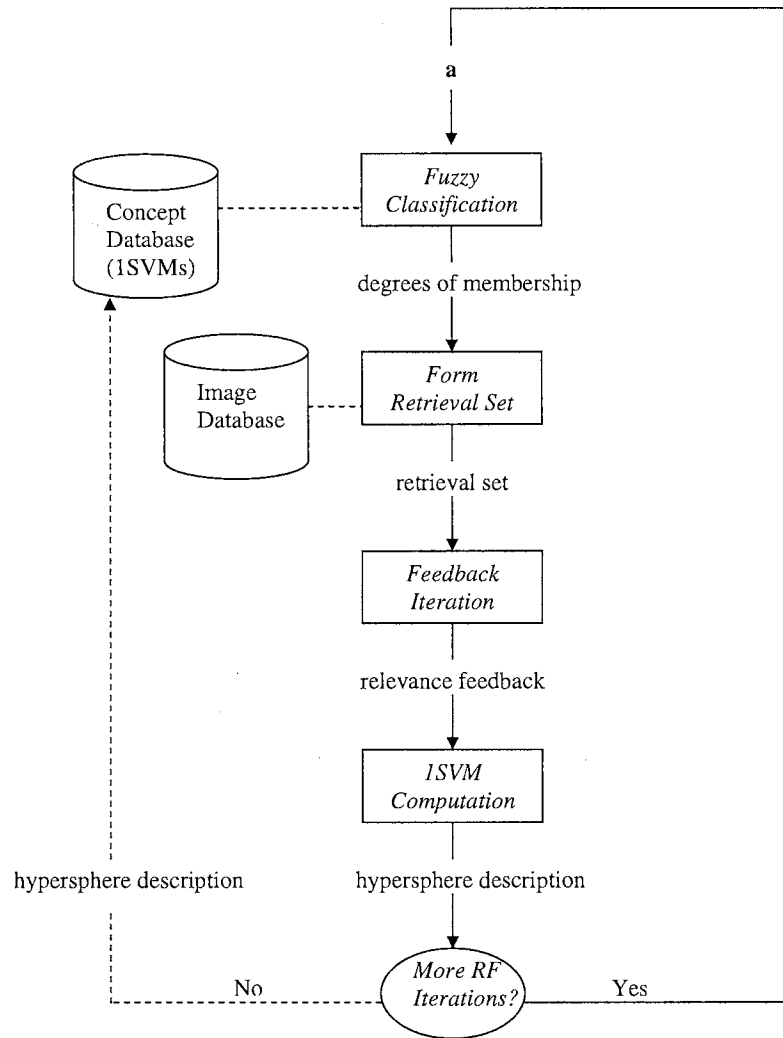 a
Fuzzy
Classification
Concept
Database
(1SVMs)
degrees of membership
Form
Retrieval Set
Image
Database
retrieval set
Feedback
Iteration
relevance feedback
1SVM
Computation
hypersphere description
hypersphere description
More RF
Iterations?
No
Yes